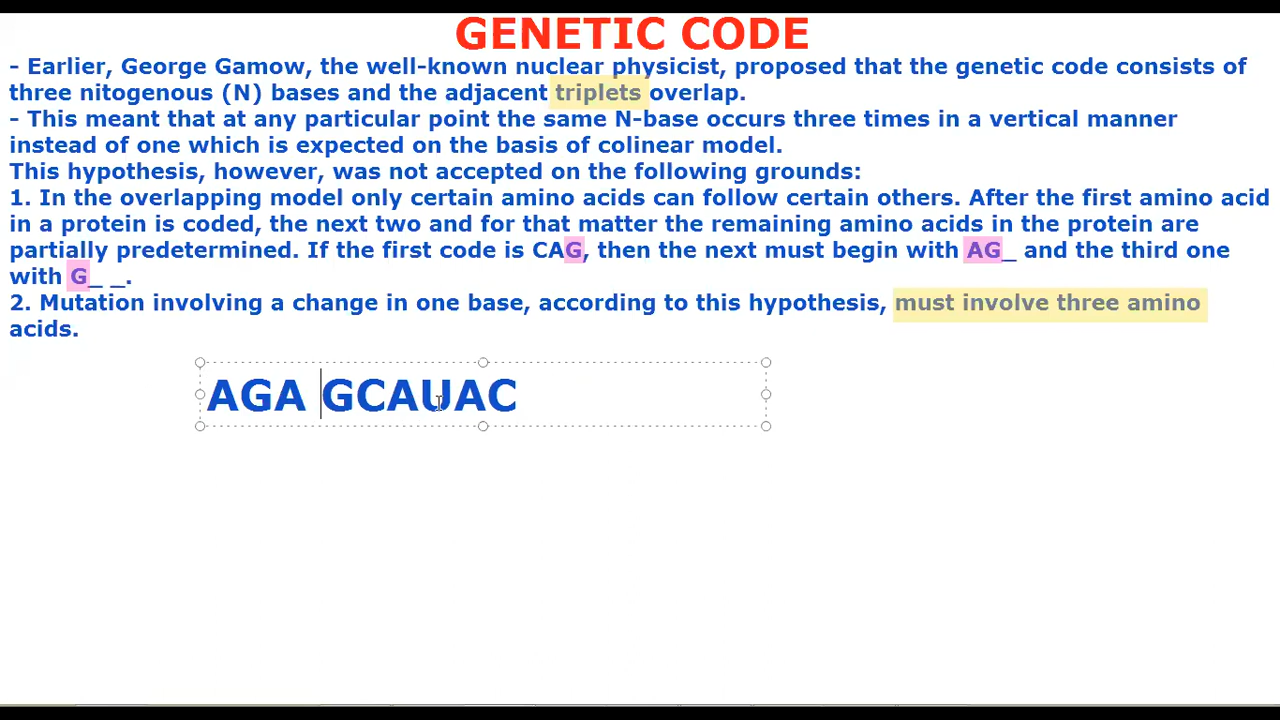 GENETIC CODE
- Earlier, George Gamow, the well-known nuclear physicist, proposed that the genetic code consists of
three nitogenous (N) bases and the adjacent triplets overlap.
- This meant that at any particular point the same N-base occurs three times in a vertical manner
instead of one which is expected on the basis of colinear model.
This hypothesis, however, was not accepted on the following grounds:
1. In the overlapping model only certain amino acids can follow certain others. After the first amino acid
in a protein is coded, the next two and for that matter the remaining amino acids in the protein are
partially predetermined. If the first code is CAG, then the next must begin with AG_ and the third one
with G_ _.
2. Mutation involving a change in one base, according to this hypothesis, must involve three amino
acids.
AGA GCAUAC